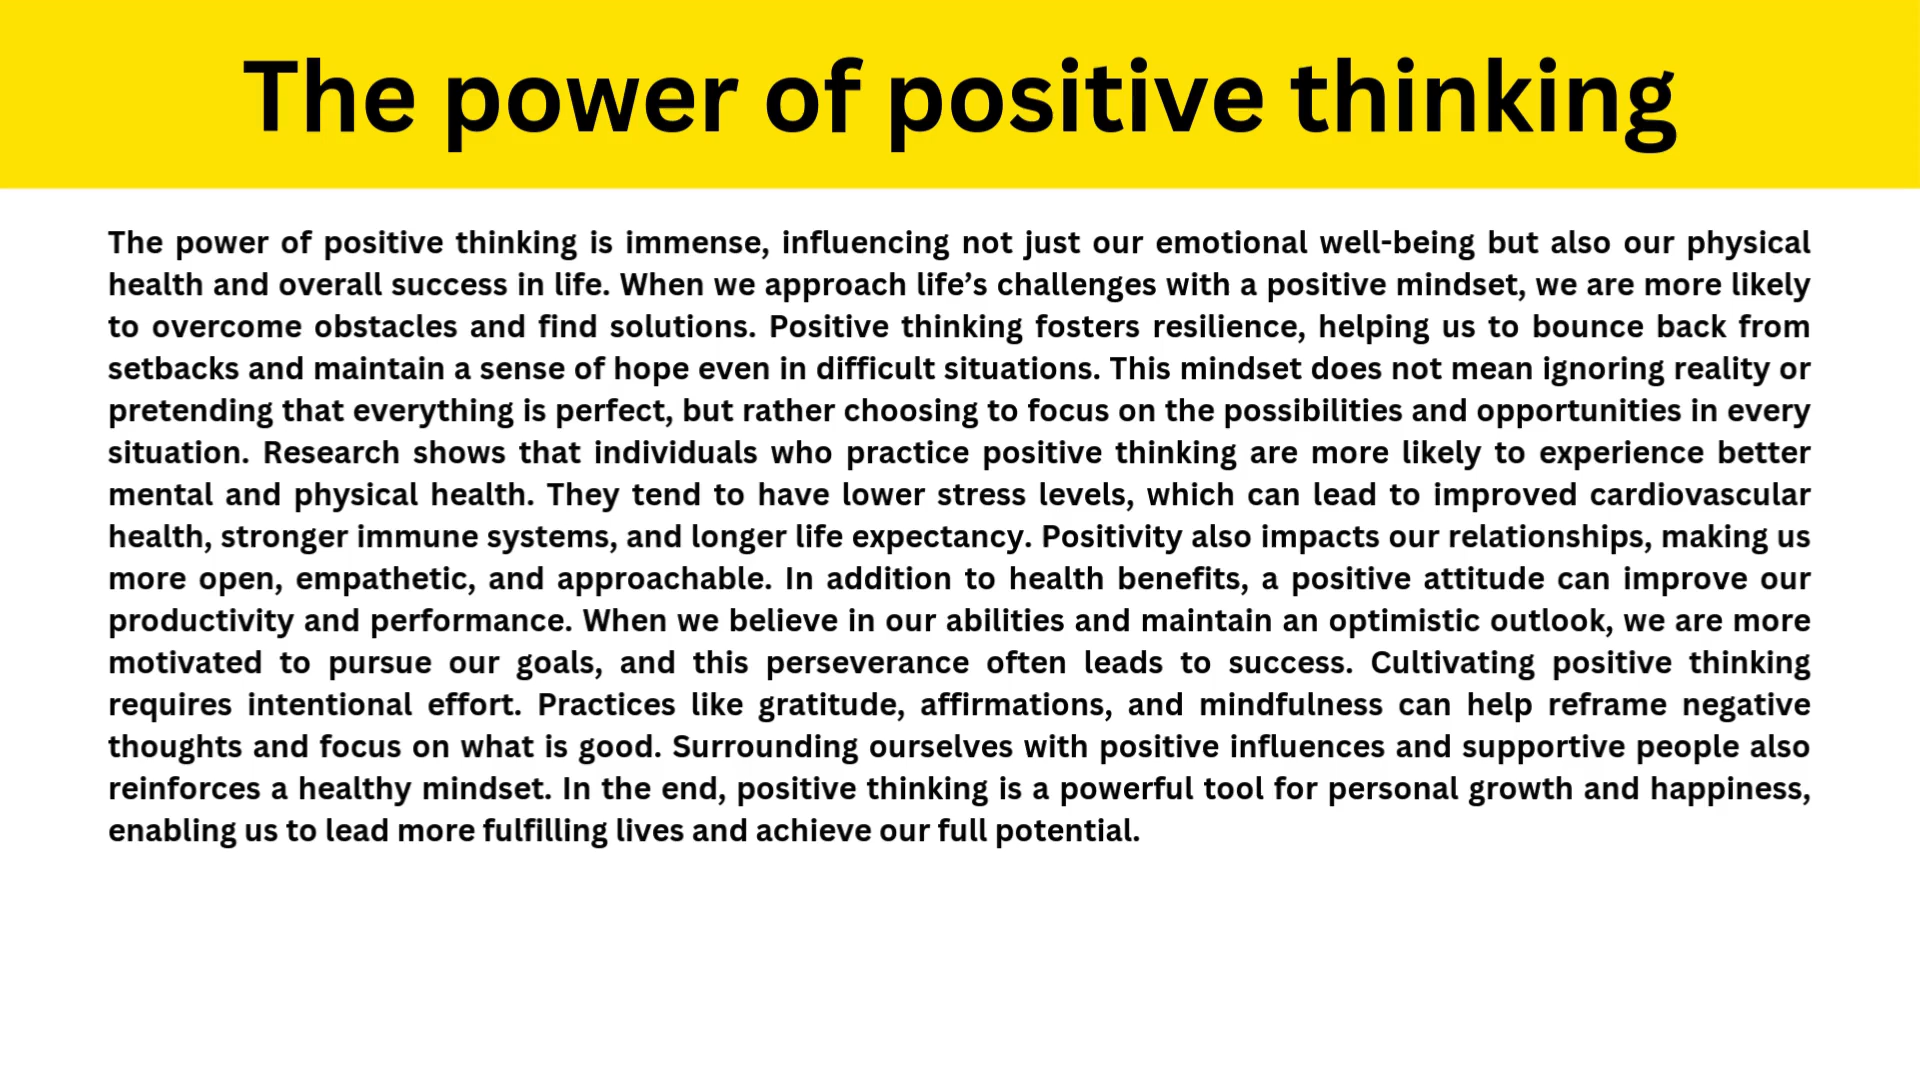 The power of positive thinking
The power of positive thinking is immense, influencing not just our emotional well-being but also our physical
health and overall success in life. When we approach life’s challenges with a positive mindset, we are more likely
to overcome obstacles and find solutions. Positive thinking fosters resilience, helping us to bounce back from
setbacks and maintain a sense of hope even in difficult situations. This mindset does not mean ignoring reality or
pretending that everything is perfect, but rather choosing to focus on the possibilities and opportunities in every
situation. Research shows that individuals who practice positive thinking are more likely to experience better
mental and physical health. They tend to have lower stress levels, which can lead to improved cardiovascular
health, stronger immune systems, and longer life expectancy. Positivity also impacts our relationships, making us
more open, empathetic, and approachable. In addition to health benefits, a positive attitude can improve our
productivity and performance. When we believe in our abilities and maintain an optimistic outlook, we are more
motivated to pursue our goals, and this perseverance often leads to success. Cultivating positive thinking
requires intentional effort. Practices like gratitude, affirmations, and mindfulness can help reframe negative
thoughts and focus on what is good. Surrounding ourselves with positive influences and supportive people also
reinforces a healthy mindset. In the end, positive thinking is a powerful tool for personal growth and happiness,
enabling us to lead more fulfilling lives and achieve our full potential.